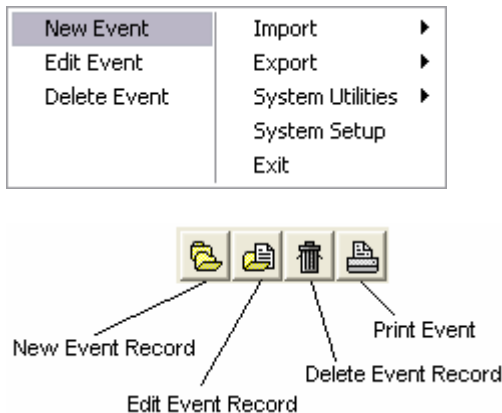 New Event
Edit Event
Delete Event
Import
Export
System Utilities
System Setup
Exit
New Event Record
Edit Event Record
Delete Event Record
Print Event